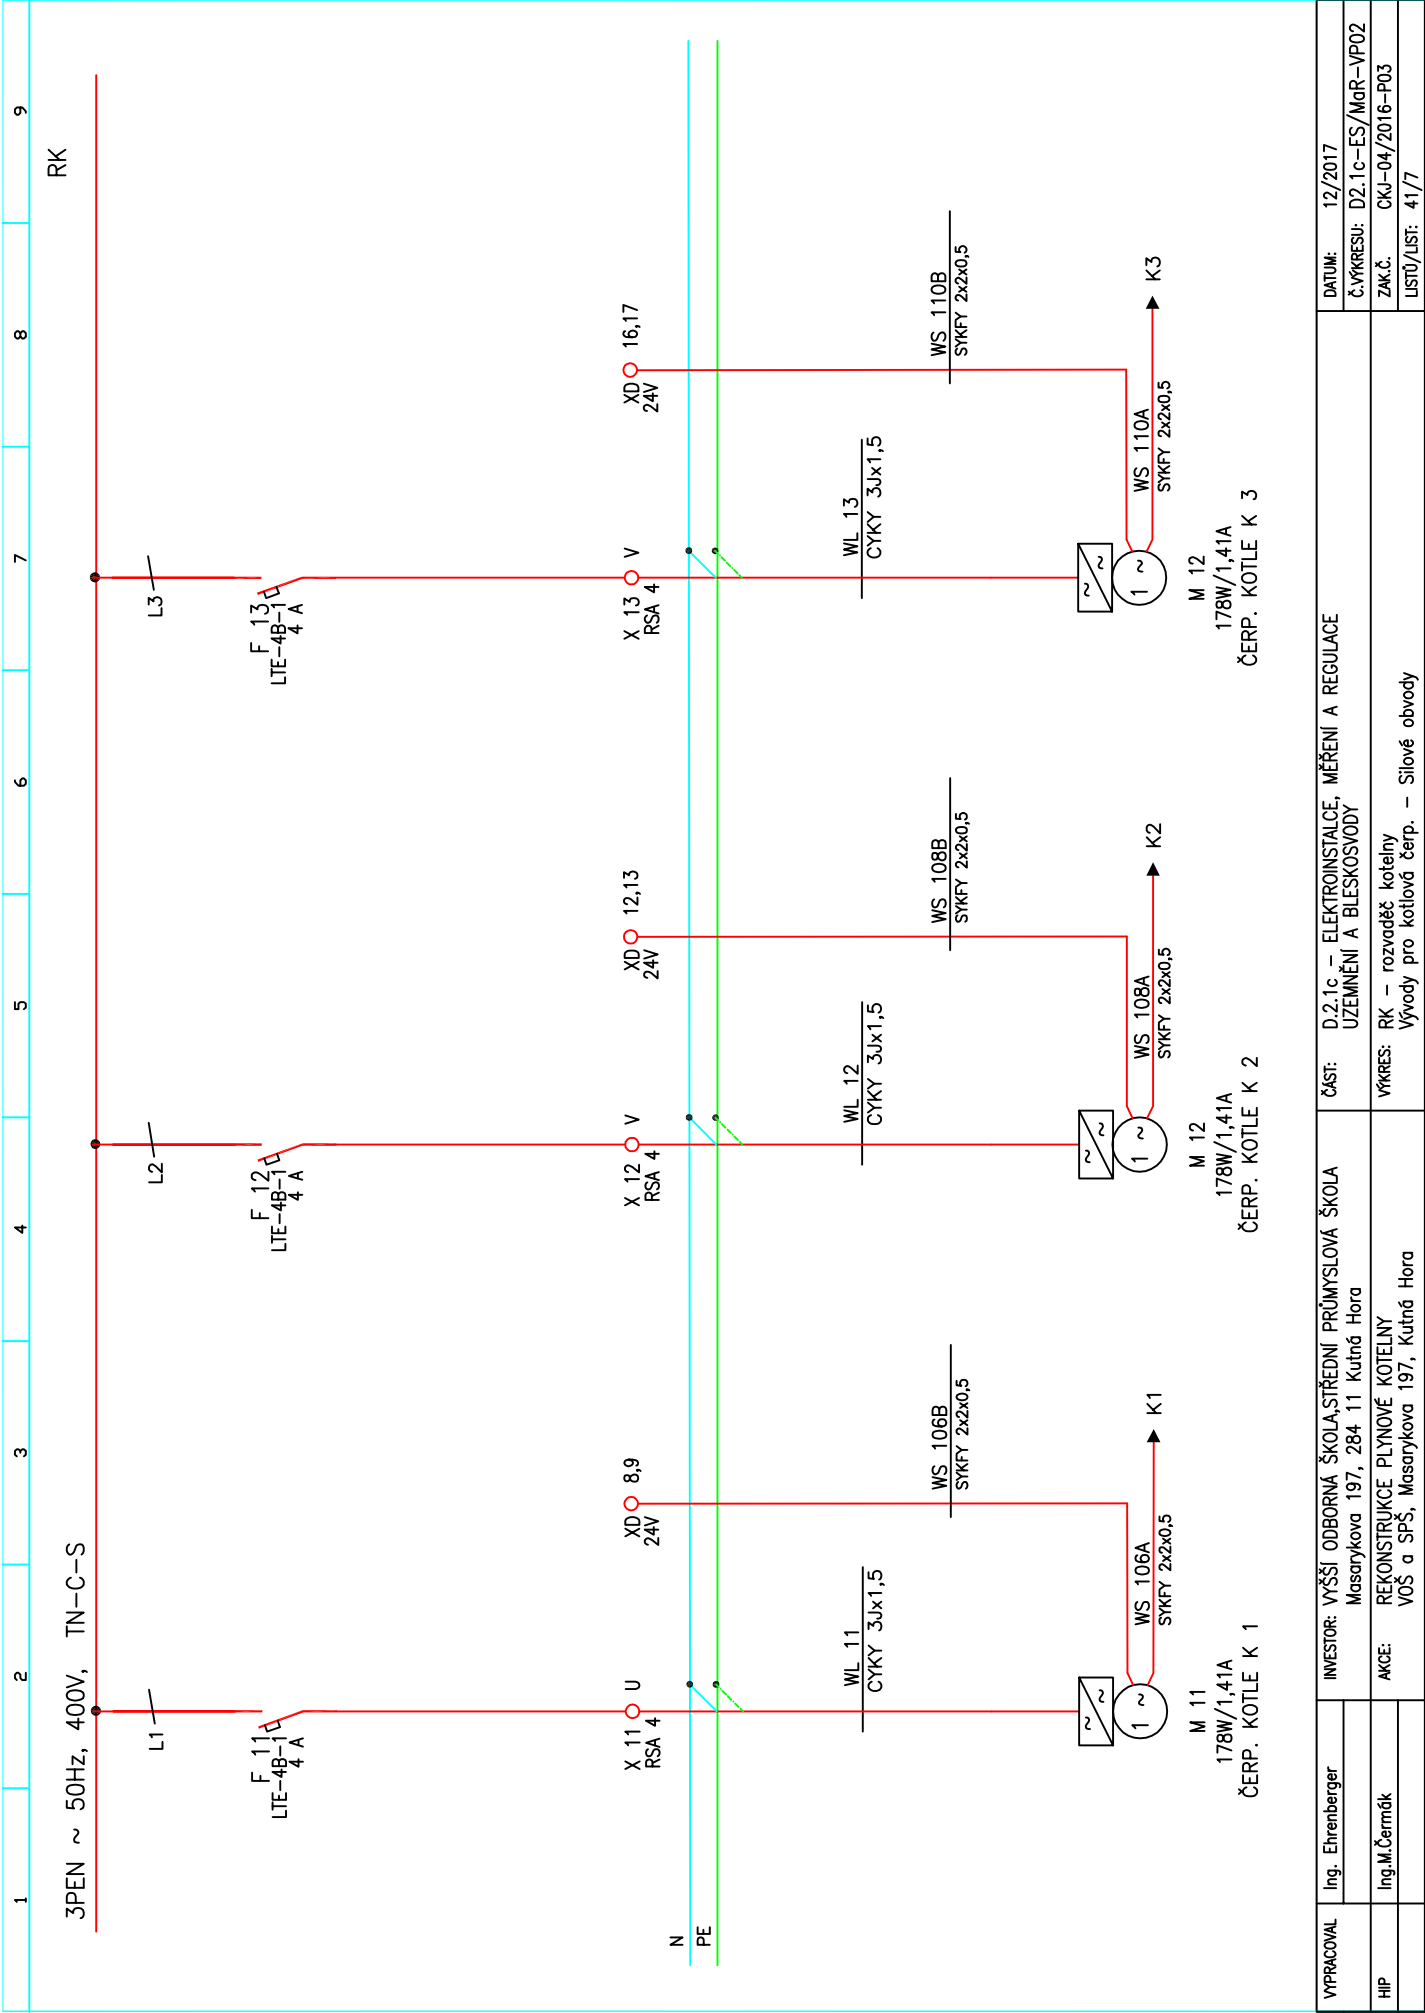 1 2 3 4 5 6 7 8 9
3PEN ~ 50Hz, 400V, TN-C-S
RK
L1
F 11
LTE-4B-1
4 A
L2
F 12
LTE-4B-1
4 A
L3
F 13
LTE-4B-1
4 A
X 11 U
RSA 4
XD 8,9
24V
X 12 V
RSA 4
XD 12,13
24V
X 13 V
RSA 4
XD 16,17
24V
N
PE
WL 11
CYKY 3Jx1,5
WS 106B
SYKFY 2x2x0,5
WL 12
CYKY 3Jx1,5
WS 108B
SYKFY 2x2x0,5
WL 13
CYKY 3Jx1,5
WS 110B
SYKFY 2x2x0,5
~
~
1 ~
WS 106A
SYKFY 2x2x0,5
K1
~
~
1 ~
WS 108A
SYKFY 2x2x0,5
K2
~
~
1 ~
WS 110A
SYKFY 2x2x0,5
K3
M 11
178W/1,41A
ČERP. KOTLE K 1
M 12
178W/1,41A
ČERP. KOTLE K 2
M 12
178W/1,41A
ČERP. KOTLE K 3
VYPRACOVAL Ing. Ehrenberger
HIP Ing.M.Čermák
INVESTOR: VYŠŠÍ ODBORNÁ ŠKOLA,STŘEDNÍ PRŮMYSLOVÁ ŠKOLA
Masarykova 197, 284 11 Kutná Hora
AKCE: REKONSTRUKCE PLYNOVÉ KOTELNY
VOŠ a SPŠ, Masarykova 197, Kutná Hora
ČÁST: D.2.1c - ELEKTROINSTALCE, MĚŘENÍ A REGULACE
UZEMNĚNÍ A BLESKOSVODY
VÝKRES: RK - rozvaděč kotelny
Vývody pro kotlová čerp. - Silové obvody
DATUM: 12/2017
Č.VÝKRESU: D2.1c-ES/MaR-VP02
ZAK.Č. CKJ-04/2016-P03
LISTŮ/LIST: 41/7